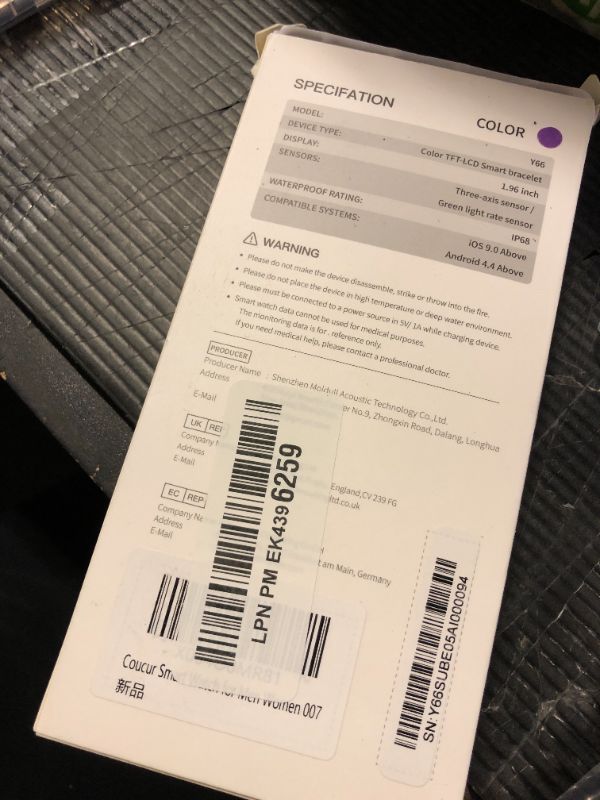 SPECIFATION
COLOR
MODEL: Y66
DEVICE TYPE: Color TFT-LCD Smart bracelet
DISPLAY: 1.96 inch
SENSORS: Three-axis sensor /
Green light rate sensor
WATERPROOF RATING: IP68
COMPATIBLE SYSTEMS: iOS 9.0 Above
Android 4.4 Above
WARNING
• Please do not make the device disassemble, strike or throw into the fire.
• Please do not place the device in high temperature or deep water environment.
• Please must be connected to a power source in 5V/ 1A while charging device.
• Smart watch data cannot be used for medical purposes.
The monitoring data is for . reference only.
If you need medical help, please contact a professional doctor.
PRODUCER
Producer Name : Shenzhen Molduli Acoustic Technology Co.,Ltd.
Address No.9, Zhongxin Road, Dalang, Longhua
E-Mail
UK
Company
Address England,CV 239 FG
E-Mail ltd.co.uk
EC REP
Company
Address am Main, Germany
E-Mail
LPN PM EK439 6259
Coucur for Men Women 007
新品
SN: Y66SUBE05AI000094